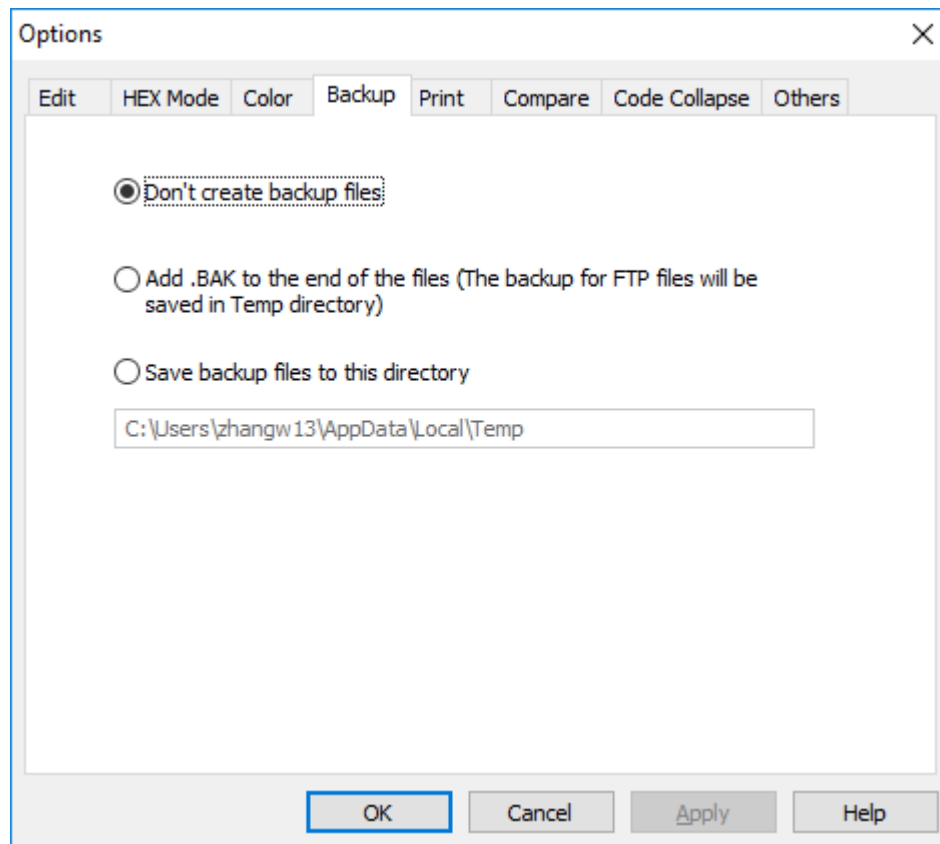 Options
Edit HEX Mode Color Backup Print Compare Code Collapse Others
Don't create backup files
Add .BAK to the end of the files (The backup for FTP files will be
saved in Temp directory)
Save backup files to this directory
C:\Users\zhangw13\AppData\Local\Temp
OK Cancel Apply Help